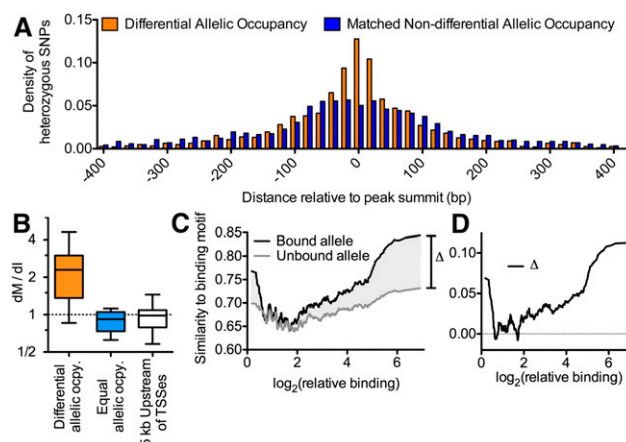 A
Differential Allelic Occupancy
Matched Non-differential Allelic Occupancy
Density of
heterozygous SNPs
0.15
0.10
0.05
0.00
-400
-300
-200
-100
0
100
200
300
400
Distance relative to peak summit (bp)
B
dM / dI
4
2
1
1/2
Differential
allelic ocpy.
Equal
allelic ocpy.
5 kb Upstream
of TSSes
C
Similarity to binding motif
0.85
0.80
0.75
0.70
0.65
0.60
Bound allele
Unbound allele
Δ
0
2
4
6
log2(relative binding)
D
0.10
0.05
0.00
Δ
0
2
4
6
log2(relative binding)